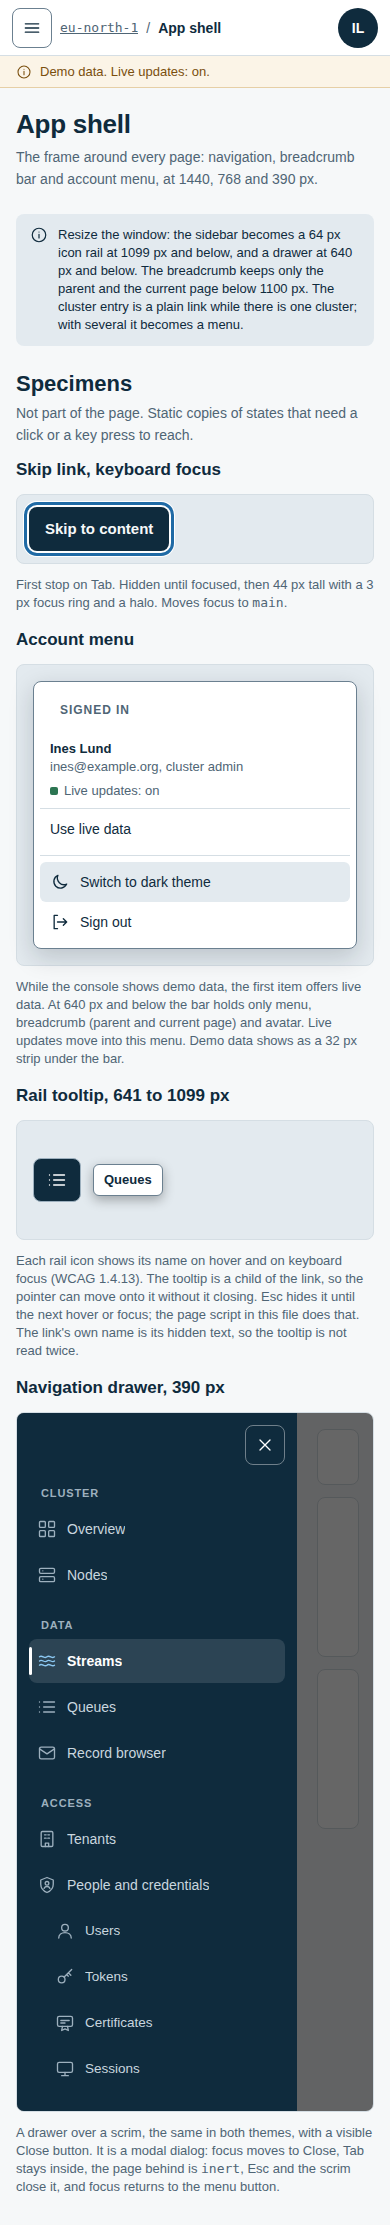 eu-north-1 / App shell IL
Demo data. Live updates: on.
App shell
The frame around every page: navigation, breadcrumb
bar and account menu, at 1440, 768 and 390 px.
Resize the window: the sidebar becomes a 64 px
icon rail at 1099 px and below, and a drawer at 640
px and below. The breadcrumb keeps only the
parent and the current page below 1100 px. The
cluster entry is a plain link while there is one cluster;
with several it becomes a menu.
Specimens
Not part of the page. Static copies of states that need a
click or a key press to reach.
Skip link, keyboard focus
Skip to content
First stop on Tab. Hidden until focused, then 44 px tall with a 3
px focus ring and a halo. Moves focus to main.
Account menu
SIGNED IN
Ines Lund
ines@example.org, cluster admin
Live updates: on
Use live data
Switch to dark theme
Sign out
While the console shows demo data, the first item offers live
data. At 640 px and below the bar holds only menu,
breadcrumb (parent and current page) and avatar. Live
updates move into this menu. Demo data shows as a 32 px
strip under the bar.
Rail tooltip, 641 to 1099 px
Queues
Each rail icon shows its name on hover and on keyboard
focus (WCAG 1.4.13). The tooltip is a child of the link, so the
pointer can move onto it without it closing. Esc hides it until
the next hover or focus; the page script in this file does that.
The link's own name is its hidden text, so the tooltip is not
read twice.
Navigation drawer, 390 px
CLUSTER
Overview
Nodes
DATA
Streams
Queues
Record browser
ACCESS
Tenants
People and credentials
Users
Tokens
Certificates
Sessions
A drawer over a scrim, the same in both themes, with a visible
Close button. It is a modal dialog: focus moves to Close, Tab
stays inside, the page behind is inert, Esc and the scrim
close it, and focus returns to the menu button.